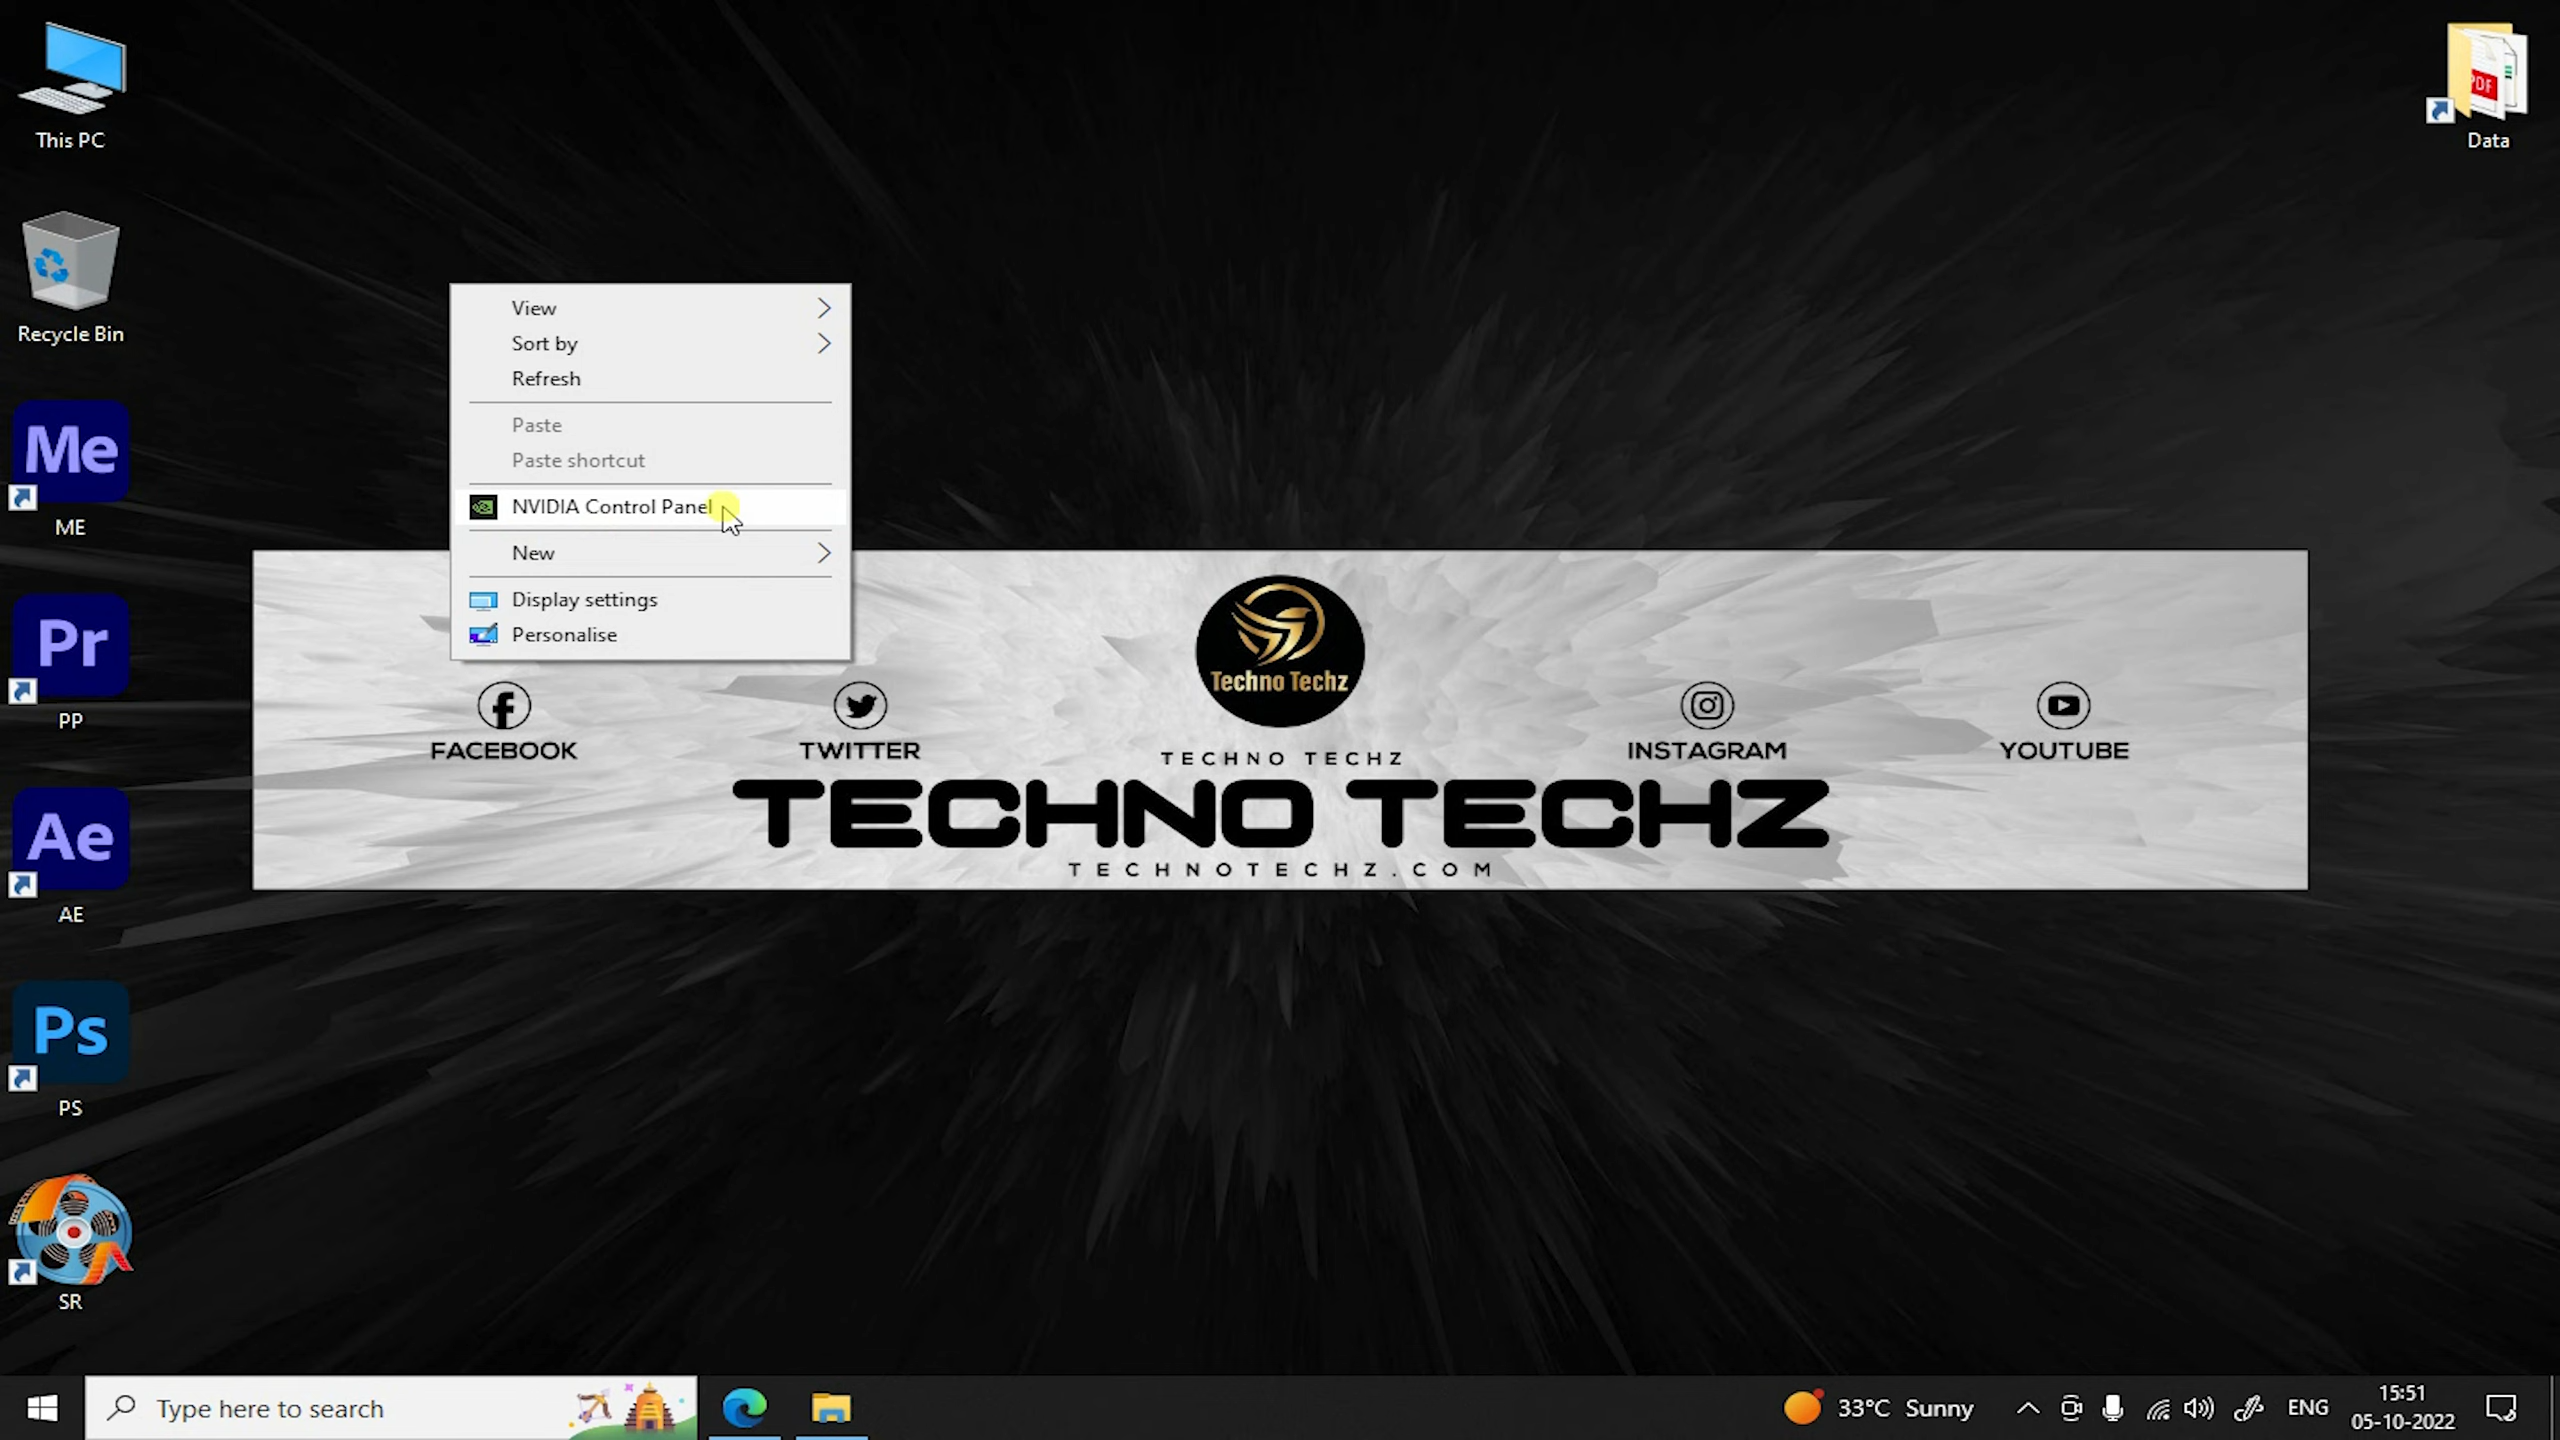 This PC
Data
Recycle Bin
View
Sort by
Refresh
Paste
Paste shortcut
NVIDIA Control Panel
New
Display settings
Personalise
Me
ME
Pr
PP
Ae
AE
Ps
PS
SR
PDF
Techno Techz
FACEBOOK
TWITTER
TECHNO TECHZ
INSTAGRAM
YOUTUBE
TECHNO TECHZ
TECHNOTECHZ.COM
Type here to search
33°C Sunny
ENG
15:51
05-10-2022